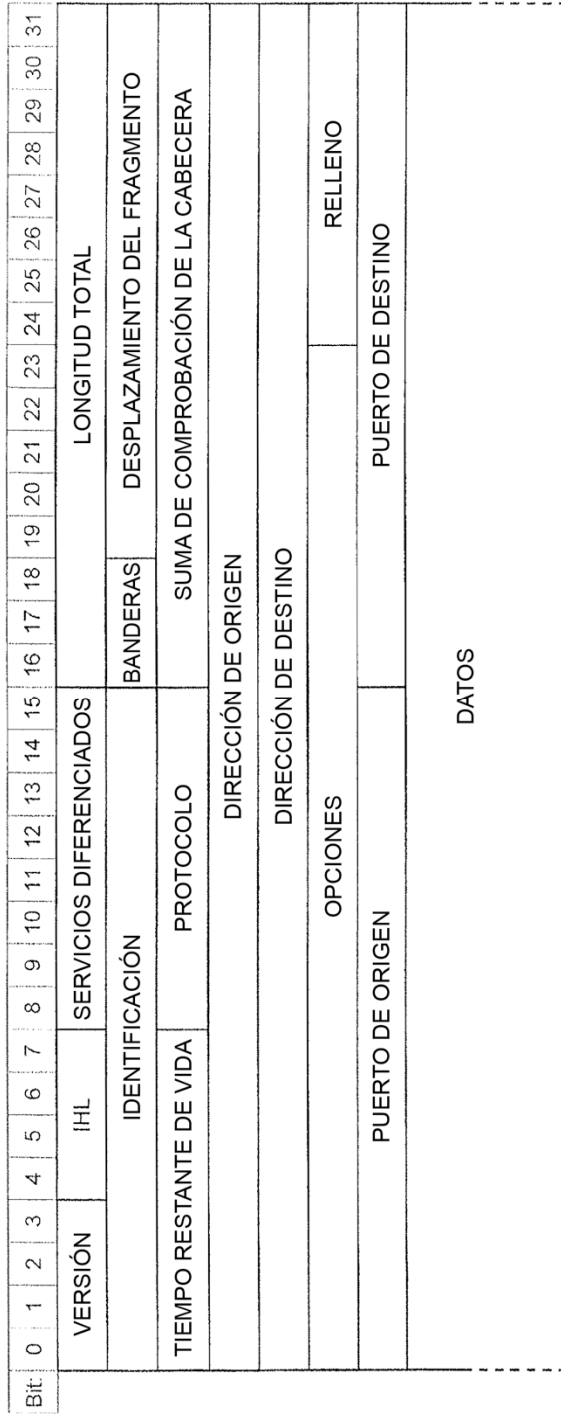 Bit: 0 1 2 3 4 5 6 7 8 9 10 11 12 13 14 15 16 17 18 19 20 21 22 23 24 25 26 27 28 29 30 31
VERSIÓN IHL SERVICIOS DIFERENCIADOS LONGITUD TOTAL
IDENTIFICACIÓN BANDERAS DESPLAZAMIENTO DEL FRAGMENTO
TIEMPO RESTANTE DE VIDA PROTOCOLO SUMA DE COMPROBACIÓN DE LA CABECERA
DIRECCIÓN DE ORIGEN
DIRECCIÓN DE DESTINO
OPCIONES RELLENO
PUERTO DE ORIGEN PUERTO DE DESTINO
DATOS